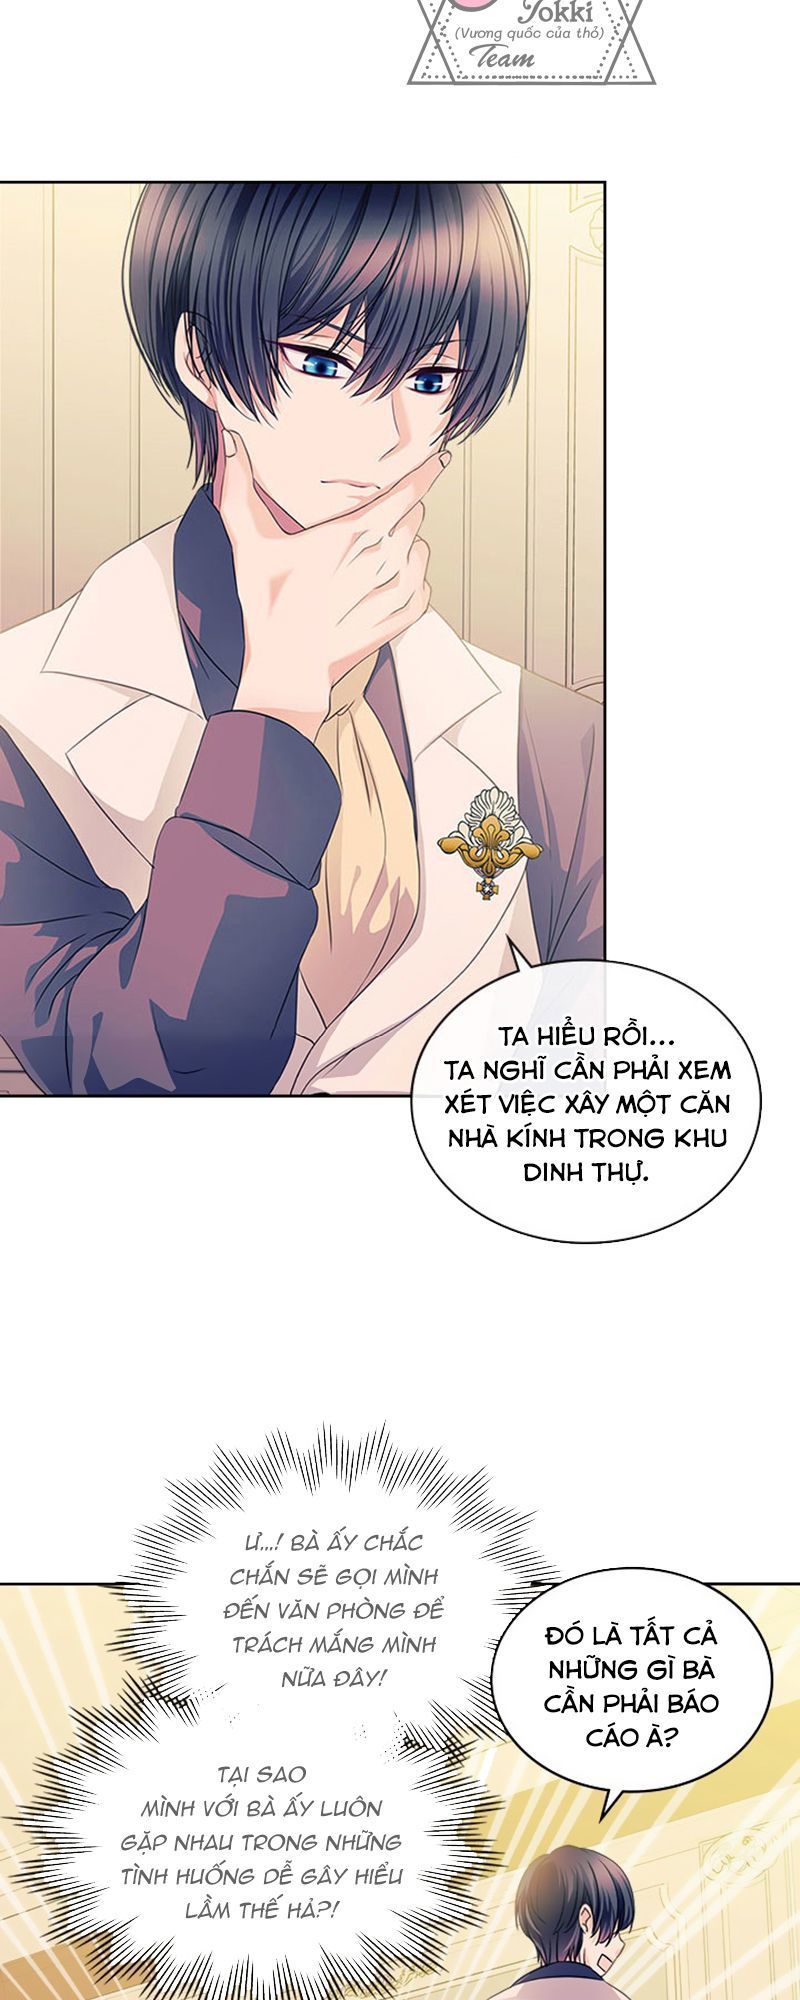 Tokki
(Vương quốc của thỏ)
Team
TA HIỂU RỒI...
TA NGHĨ CẦN PHẢI XEM
XÉT VIỆC XÂY MỘT CĂN
NHÀ KÍNH TRONG KHU
DINH THỰ.
Ư...! BÀ ẤY CHẮC
CHẮN SẼ GỌI MÌNH
ĐẾN VĂN PHÒNG ĐỂ
TRÁCH MẮNG MÌNH
NỮA ĐÂY!
ĐÓ LÀ TẤT CẢ
NHỮNG GÌ BÀ
CẦN PHẢI BÁO
CÁO À?
TẠI SAO
MÌNH VỚI BÀ ẤY LUÔN
GẶP NHAU TRONG NHỮNG
TÌNH HUỐNG DỄ GÂY HIỂU
LẦM THẾ HẢ?!